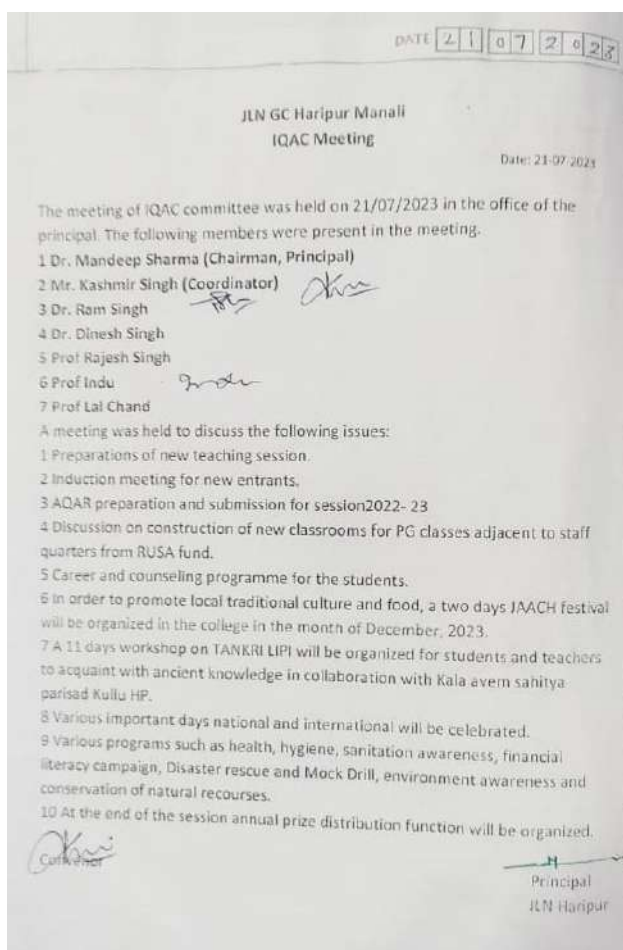 DATE 21 07 2023
JLN GC Haripur Manali
IQAC Meeting
Date: 21-07-2023
The meeting of IQAC committee was held on 21/07/2023 in the office of the
principal. The following members were present in the meeting.
1 Dr. Mandeep Sharma (Chairman, Principal)
2 Mr. Kashmir Singh (Coordinator)
3 Dr. Ram Singh
4 Dr. Dinesh Singh
5 Prof Rajesh Singh
6 Prof Indu
7 Prof Lal Chand
A meeting was held to discuss the following issues:
1 Preparations of new teaching session.
2 Induction meeting for new entrants.
3 AQAR preparation and submission for session2022- 23
4 Discussion on construction of new classrooms for PG classes adjacent to staff
quarters from RUSA fund.
5 Career and counseling programme for the students.
6 In order to promote local traditional culture and food, a two days JAACH festival
will be organized in the college in the month of December, 2023.
7 A 11 days workshop on TANKRI LIPI will be organized for students and teachers
to acquaint with ancient knowledge in collaboration with Kala avem sahitya
parisad Kullu HP.
8 Various important days national and international will be celebrated.
9 Various programs such as health, hygiene, sanitation awareness, financial
literacy campaign, Disaster rescue and Mock Drill, environment awareness and
conservation of natural recourses.
10 At the end of the session annual prize distribution function will be organized.
Convenor
Principal
JLN Haripur